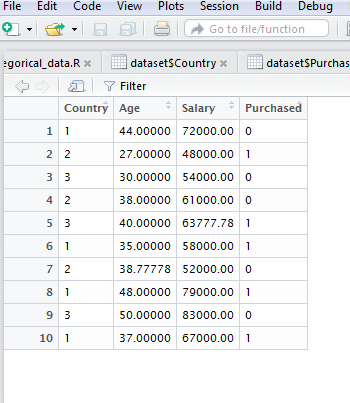 File Edit Code View Plots Session Build Debug
Go to file/function
egorical_data.R dataset$Country dataset$Purchas
Filter
Country Age Salary Purchased
1 1 44.00000 72000.00 0
2 2 27.00000 48000.00 1
3 3 30.00000 54000.00 0
4 2 38.00000 61000.00 0
5 3 40.00000 63777.78 1
6 1 35.00000 58000.00 1
7 2 38.77778 52000.00 0
8 1 48.00000 79000.00 1
9 3 50.00000 83000.00 0
10 1 37.00000 67000.00 1